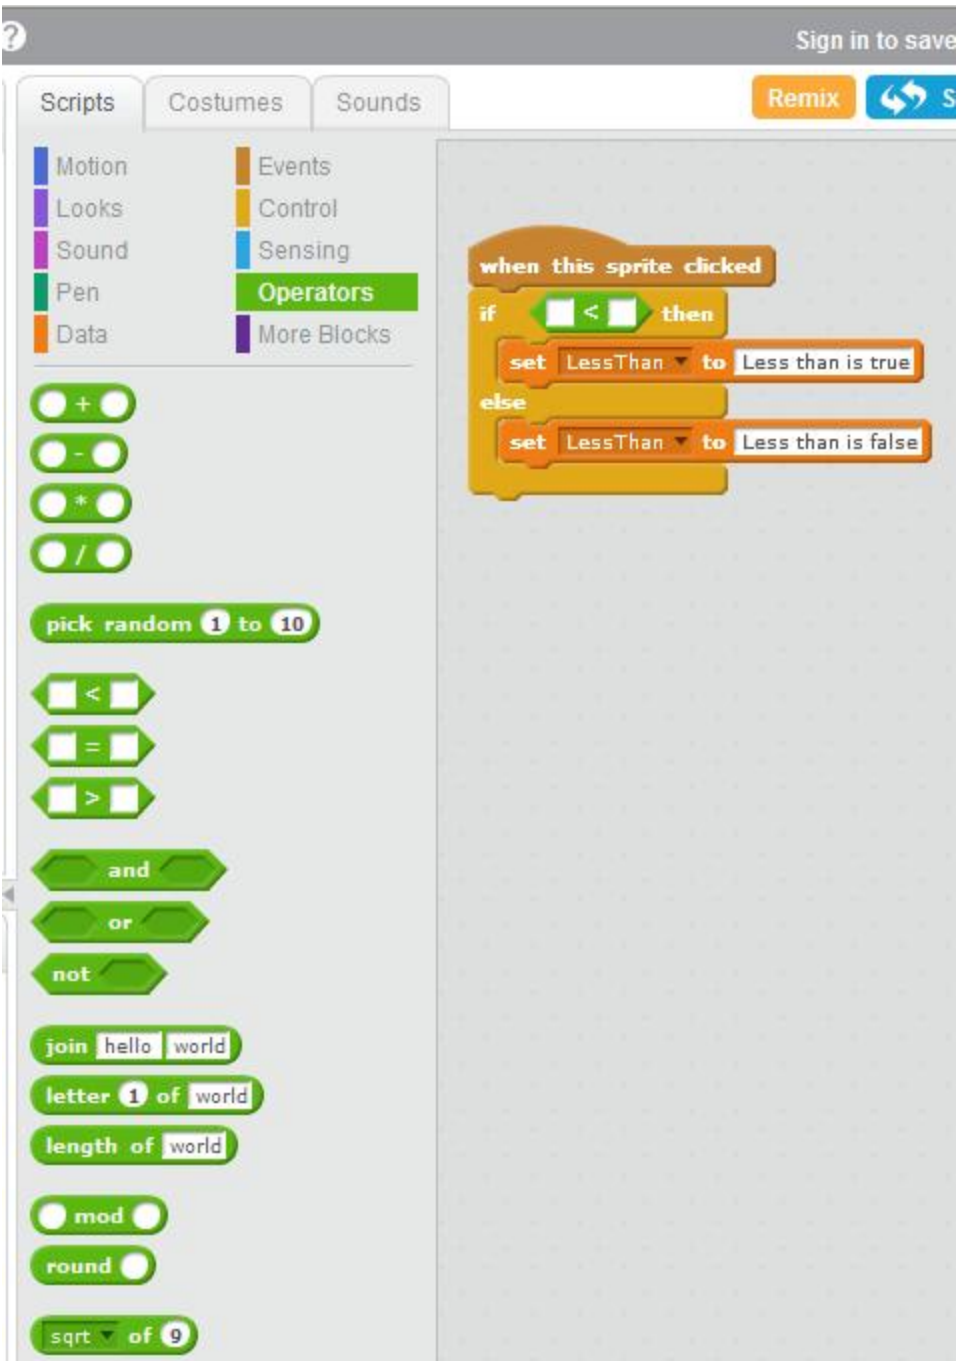 ?
Sign in to save
Scripts Costumes Sounds
Remix S
Motion Events
Looks Control
Sound Sensing
Pen Operators
Data More Blocks
+
-
*
/
pick random 1 to 10
<
=
>
and
or
not
join hello world
letter 1 of world
length of world
mod
round
sqrt of 9
when this sprite clicked
if < then
set LessThan to Less than is true
else
set LessThan to Less than is false